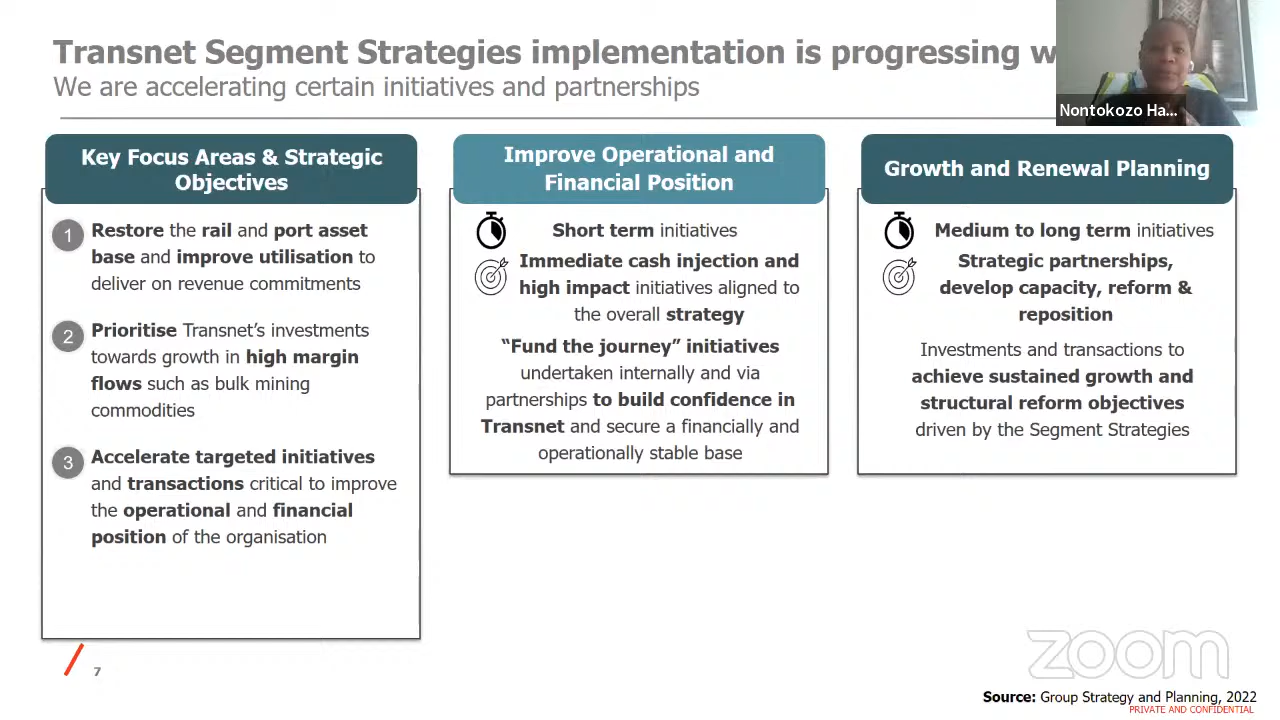 Transnet Segment Strategies implementation is progressing w
We are accelerating certain initiatives and partnerships
Nontokozo Ha...
Key Focus Areas & Strategic
Objectives
1
Restore the rail and port asset
base and improve utilisation to
deliver on revenue commitments
2
Prioritise Transnet's investments
towards growth in high margin
flows such as bulk mining
commodities
3
Accelerate targeted initiatives
and transactions critical to improve
the operational and financial
position of the organisation
Improve Operational and
Financial Position
Short term initiatives
Immediate cash injection and
high impact initiatives aligned to
the overall strategy
“Fund the journey” initiatives
undertaken internally and via
partnerships to build confidence in
Transnet and secure a financially and
operationally stable base
Growth and Renewal Planning
Medium to long term initiatives
Strategic partnerships,
develop capacity, reform &
reposition
Investments and transactions to
achieve sustained growth and
structural reform objectives
driven by the Segment Strategies
7
zoom
Source: Group Strategy and Planning, 2022
PRIVATE AND CONFIDENTIAL